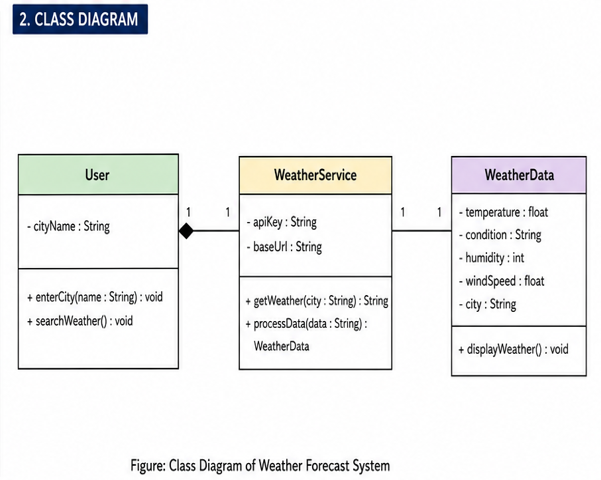 2. CLASS DIAGRAM
User
- cityName : String
+ enterCity(name : String) : void
+ searchWeather() : void
1
1
WeatherService
- apiKey : String
- baseUrl : String
+ getWeather(city : String) : String
+ processData(data : String) :
WeatherData
1
1
WeatherData
- temperature : float
- condition : String
- humidity : int
- windSpeed : float
- city : String
+ displayWeather() : void
Figure: Class Diagram of Weather Forecast System